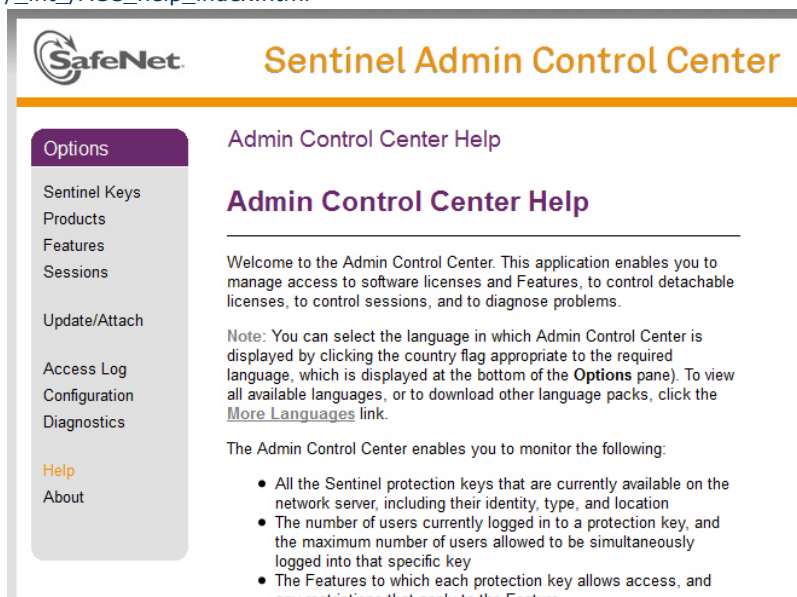 /_int_/ACC_help_index.html
SafeNet.
Sentinel Admin Control Center
Options
Sentinel Keys
Products
Features
Sessions
Update/Attach
Access Log
Configuration
Diagnostics
Help
About
Admin Control Center Help
Admin Control Center Help
Welcome to the Admin Control Center. This application enables you to
manage access to software licenses and Features, to control detachable
licenses, to control sessions, and to diagnose problems.
Note: You can select the language in which Admin Control Center is
displayed by clicking the country flag appropriate to the required
language, which is displayed at the bottom of the Options pane). To view
all available languages, or to download other language packs, click the
More Languages link.
The Admin Control Center enables you to monitor the following:
● All the Sentinel protection keys that are currently available on the
network server, including their identity, type, and location
● The number of users currently logged in to a protection key, and
the maximum number of users allowed to be simultaneously
logged into that specific key
● The Features to which each protection key allows access, and